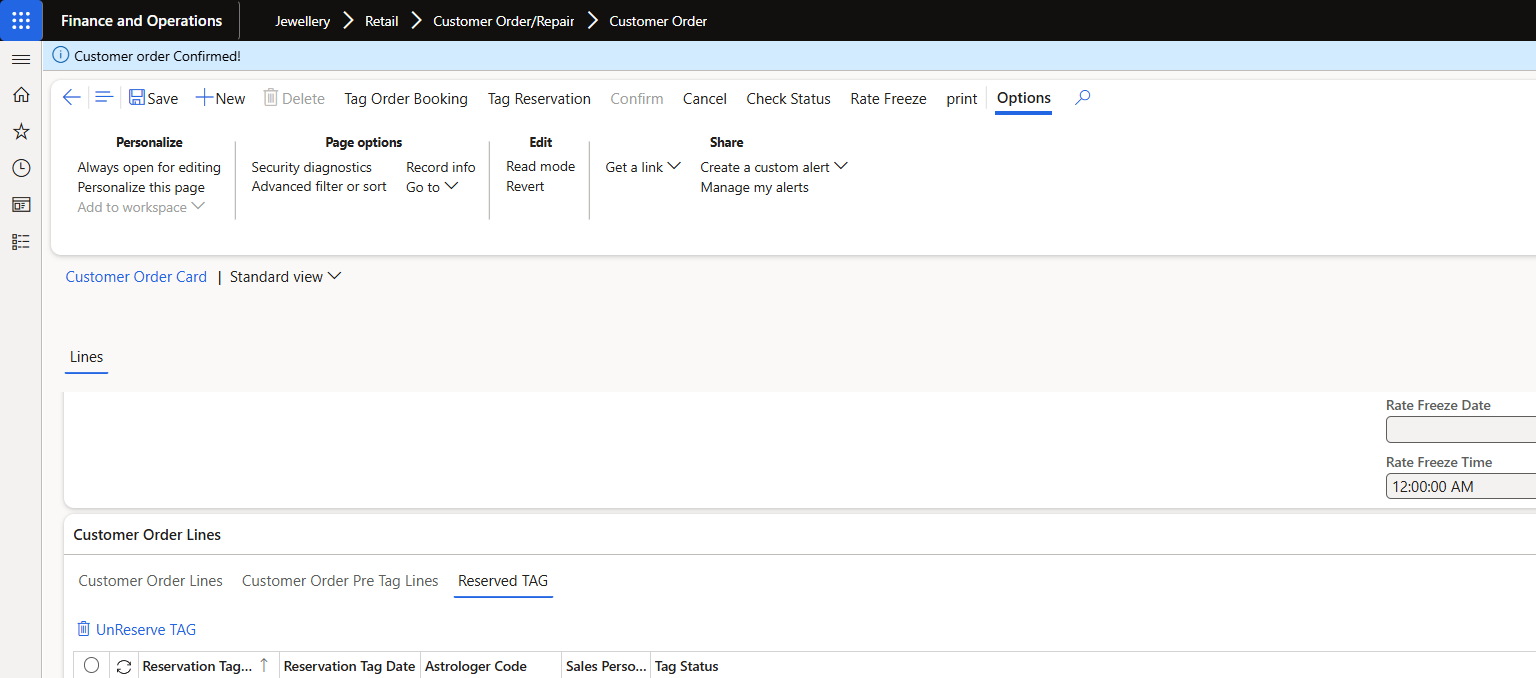 Finance and Operations Jewellery Retail Customer Order/Repair Customer Order
Customer order Confirmed!
Save New Delete Tag Order Booking Tag Reservation Confirm Cancel Check Status Rate Freeze print Options
Personalize
Always open for editing
Personalize this page
Add to workspace
Page options
Security diagnostics
Advanced filter or sort
Record info
Go to
Edit
Read mode
Revert
Share
Get a link
Create a custom alert
Manage my alerts
Customer Order Card | Standard view
Lines
Rate Freeze Date
Rate Freeze Time
12:00:00 AM
Customer Order Lines
Customer Order Lines Customer Order Pre Tag Lines Reserved TAG
UnReserve TAG
Reservation Tag... Reservation Tag Date Astrologer Code Sales Perso... Tag Status